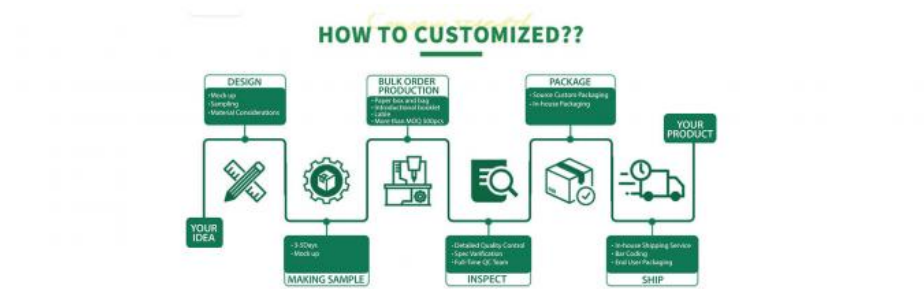 HOW TO CUSTOMIZED??
YOUR
IDEA
DESIGN
-Mock up
-Sampling
-Material Considerations
-3-5Days
-Mock up
MAKING SAMPLE
BULK ORDER
PRODUCTION
-Paper box and bag
-Introductional booklet
-Lable
-More than MOQ 500pcs
-Detailed Quality Control
-Spec Verification
-Full-Time QC Team
INSPECT
PACKAGE
-Source Custom Packaging
-In-house Packaging
-In-house Shipping Service
-Bar Coding
-End User Packaging
SHIP
YOUR
PRODUCT